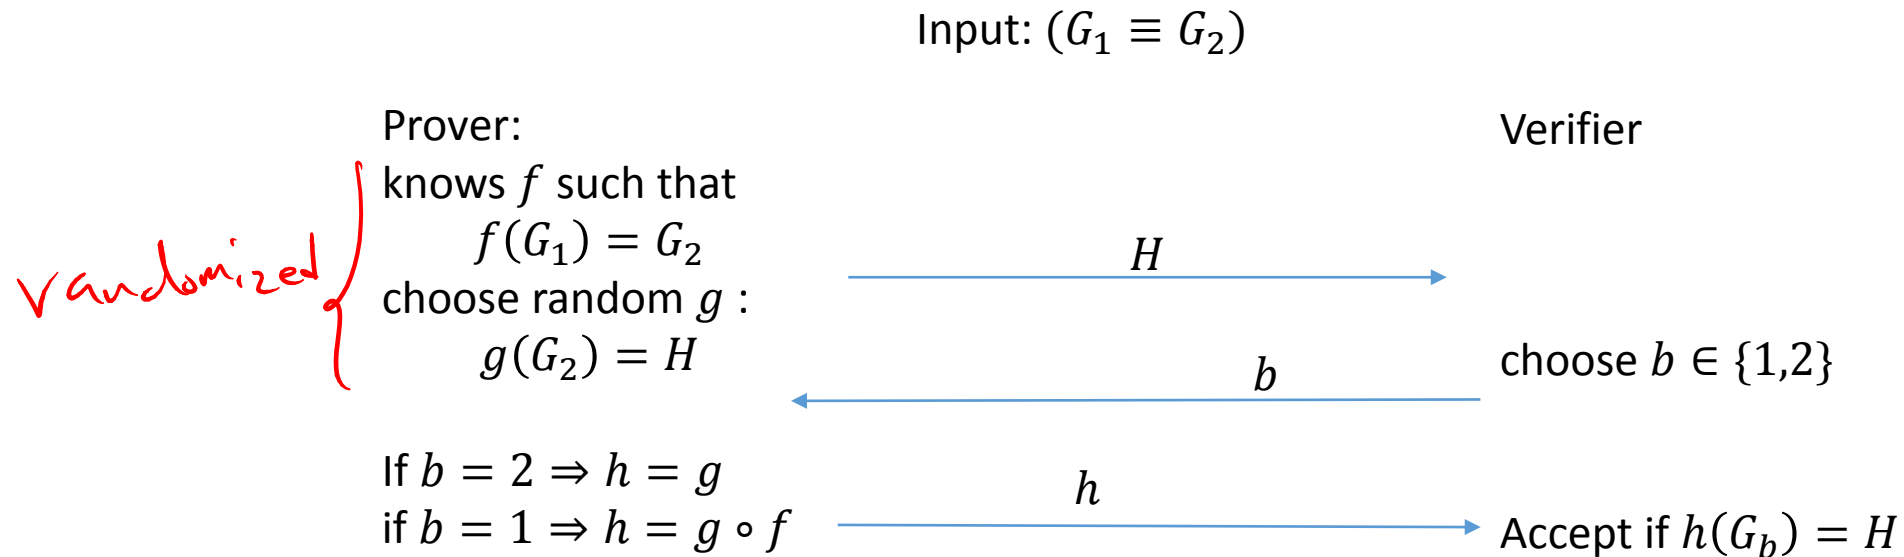 Input: (G₁ ≡ G₂)
Prover:
Verifier
knows f such that
f(G₁) = G₂
H
randomized
choose random g :
g(G₂) = H
choose b ∈ {1,2}
b
If b = 2 ⇒ h = g
h
if b = 1 ⇒ h = g ∘ f
Accept if h(G_b) = H